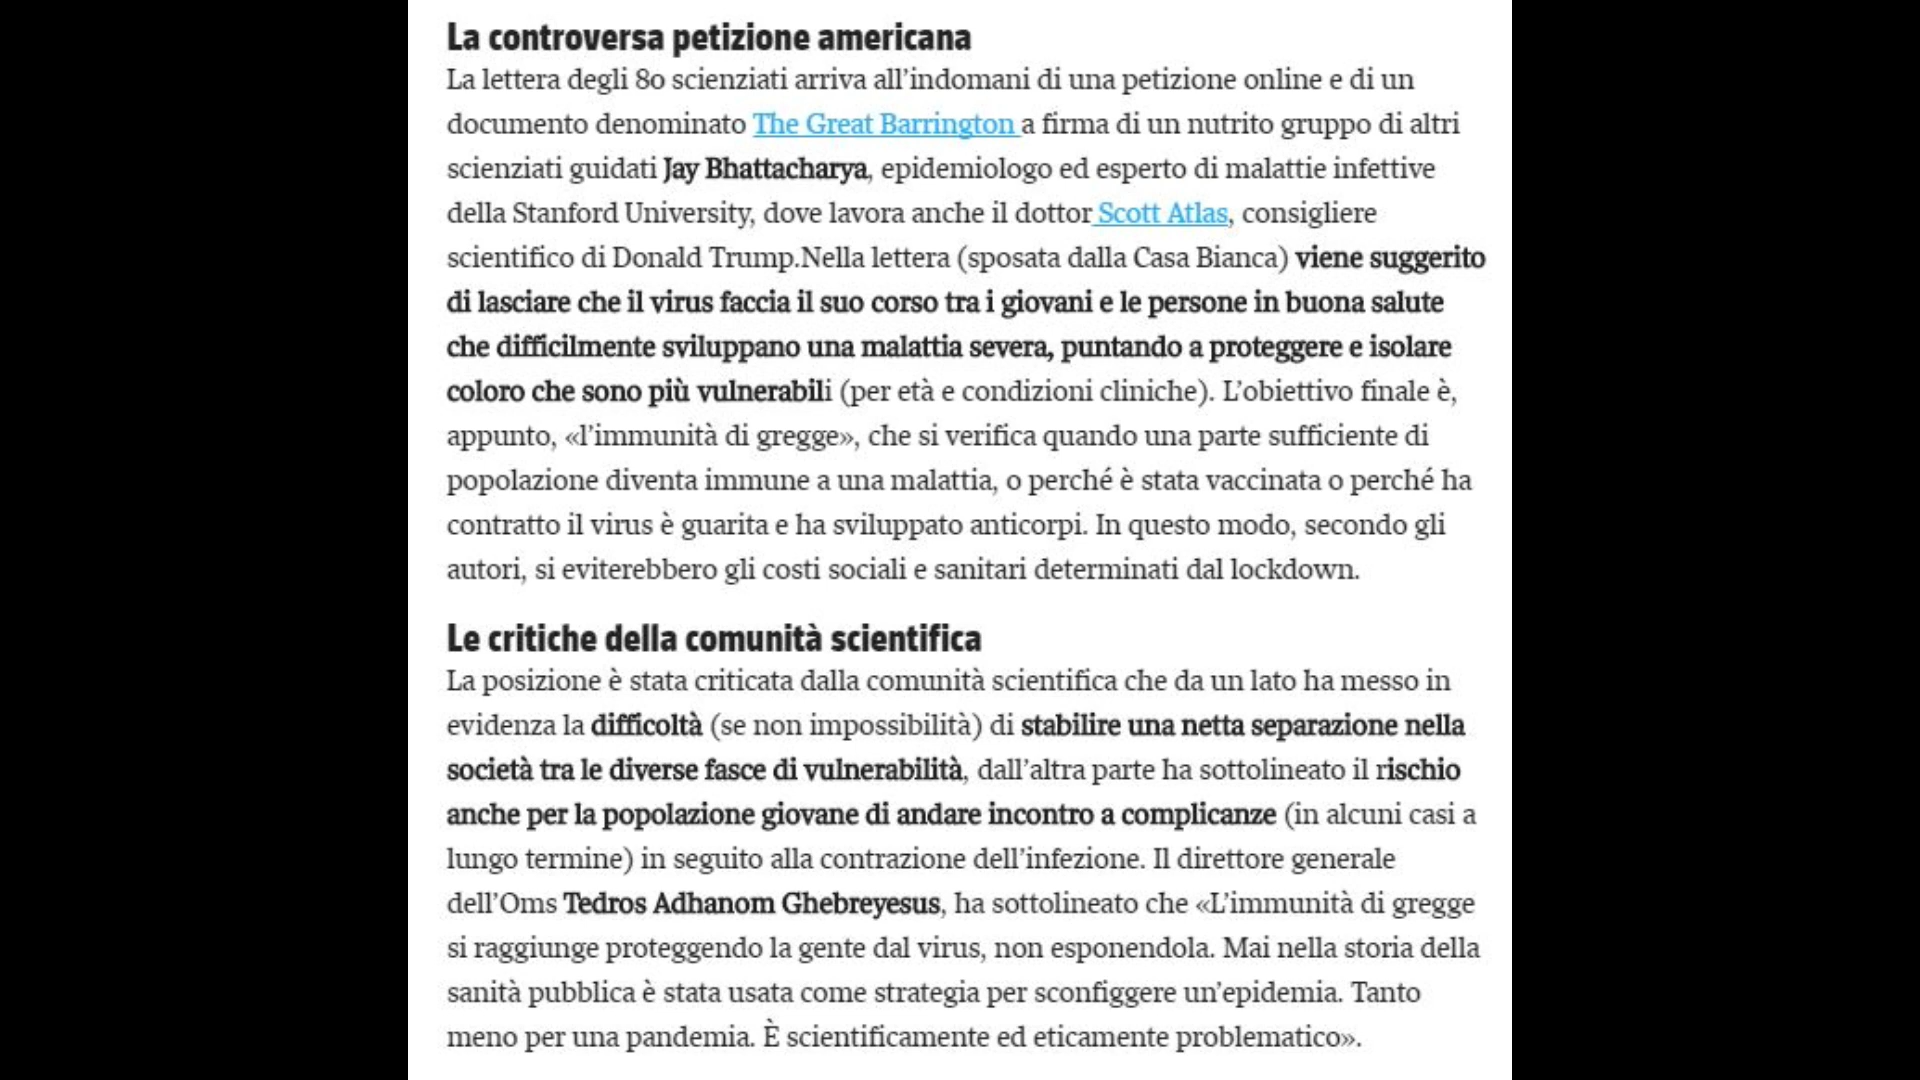 La controversa petizione americana
La lettera degli 80 scienziati arriva all’indomani di una petizione online e di un
documento denominato The Great Barrington a firma di un nutrito gruppo di altri
scienziati guidati Jay Bhattacharya, epidemiologo ed esperto di malattie infettive
della Stanford University, dove lavora anche il dottor Scott Atlas, consigliere
scientifico di Donald Trump.Nella lettera (sposata dalla Casa Bianca) viene suggerito
di lasciare che il virus faccia il suo corso tra i giovani e le persone in buona salute
che difficilmente sviluppano una malattia severa, puntando a proteggere e isolare
coloro che sono più vulnerabili (per età e condizioni cliniche). L’obiettivo finale è,
appunto, «l’immunità di gregge», che si verifica quando una parte sufficiente di
popolazione diventa immune a una malattia, o perché è stata vaccinata o perché ha
contratto il virus è guarita e ha sviluppato anticorpi. In questo modo, secondo gli
autori, si eviterebbero gli costi sociali e sanitari determinati dal lockdown.
Le critiche della comunità scientifica
La posizione è stata criticata dalla comunità scientifica che da un lato ha messo in
evidenza la difficoltà (se non impossibilità) di stabilire una netta separazione nella
società tra le diverse fasce di vulnerabilità, dall’altra parte ha sottolineato il rischio
anche per la popolazione giovane di andare incontro a complicanze (in alcuni casi a
lungo termine) in seguito alla contrazione dell’infezione. Il direttore generale
dell’Oms Tedros Adhanom Ghebreyesus, ha sottolineato che «L’immunità di gregge
si raggiunge proteggendo la gente dal virus, non esponendola. Mai nella storia della
sanità pubblica è stata usata come strategia per sconfiggere un’epidemia. Tanto
meno per una pandemia. È scientificamente ed eticamente problematico».